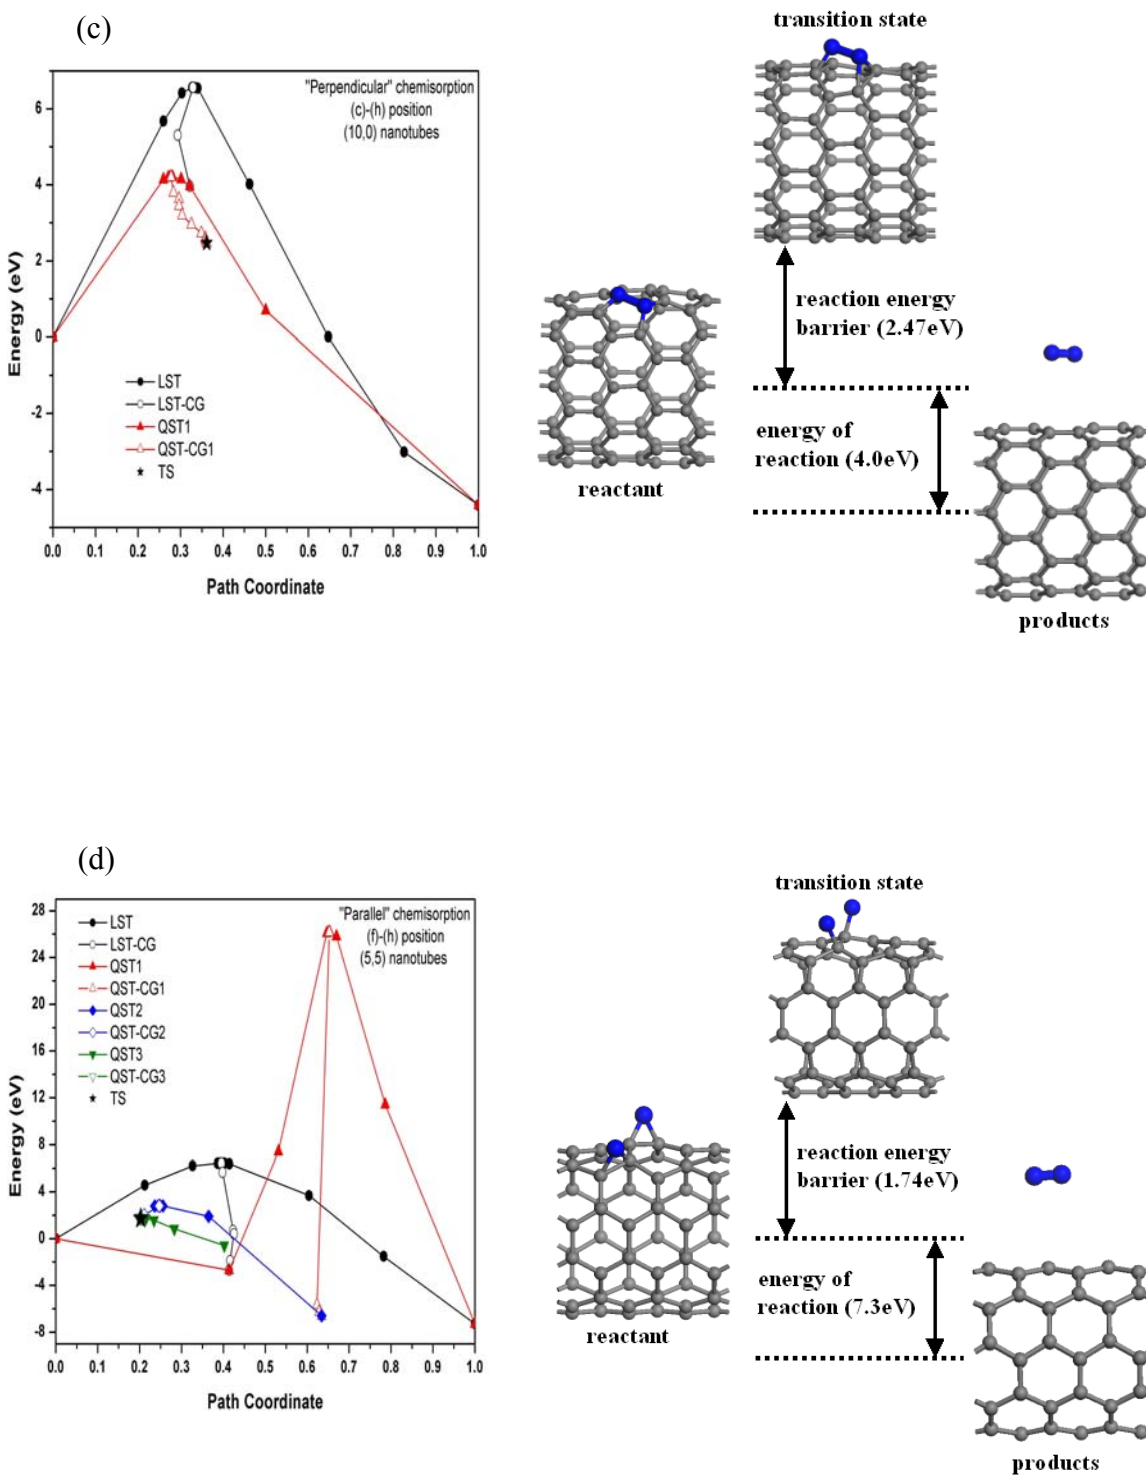 (c)
"Perpendicular" chemisorption
(c)-(h) position
(10,0) nanotubes
6
4
2
0
-2
-4
Energy (eV)
LST
LST-CG
QST1
QST-CG1
TS
0.0 0.1 0.2 0.3 0.4 0.5 0.6 0.7 0.8 0.9 1.0
Path Coordinate
transition state
reaction energy
barrier (2.47eV)
energy of
reaction (4.0eV)
reactant
products
(d)
"Parallel" chemisorption
(f)-(h) position
(5,5) nanotubes
28
24
20
16
12
8
4
0
-4
-8
Energy (eV)
LST
LST-CG
QST1
QST-CG1
QST2
QST-CG2
QST3
QST-CG3
TS
0.0 0.1 0.2 0.3 0.4 0.5 0.6 0.7 0.8 0.9 1.0
Path Coordinate
transition state
reaction energy
barrier (1.74eV)
energy of
reaction (7.3eV)
reactant
products